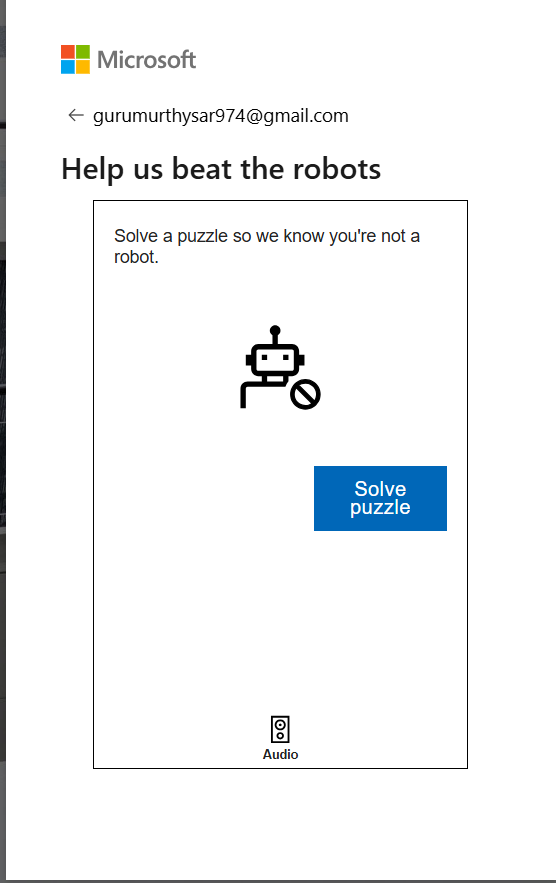 Microsoft
gurumurthysar974@gmail.com
Help us beat the robots
Solve a puzzle so we know you're not a
robot.
Solve
puzzle
Audio